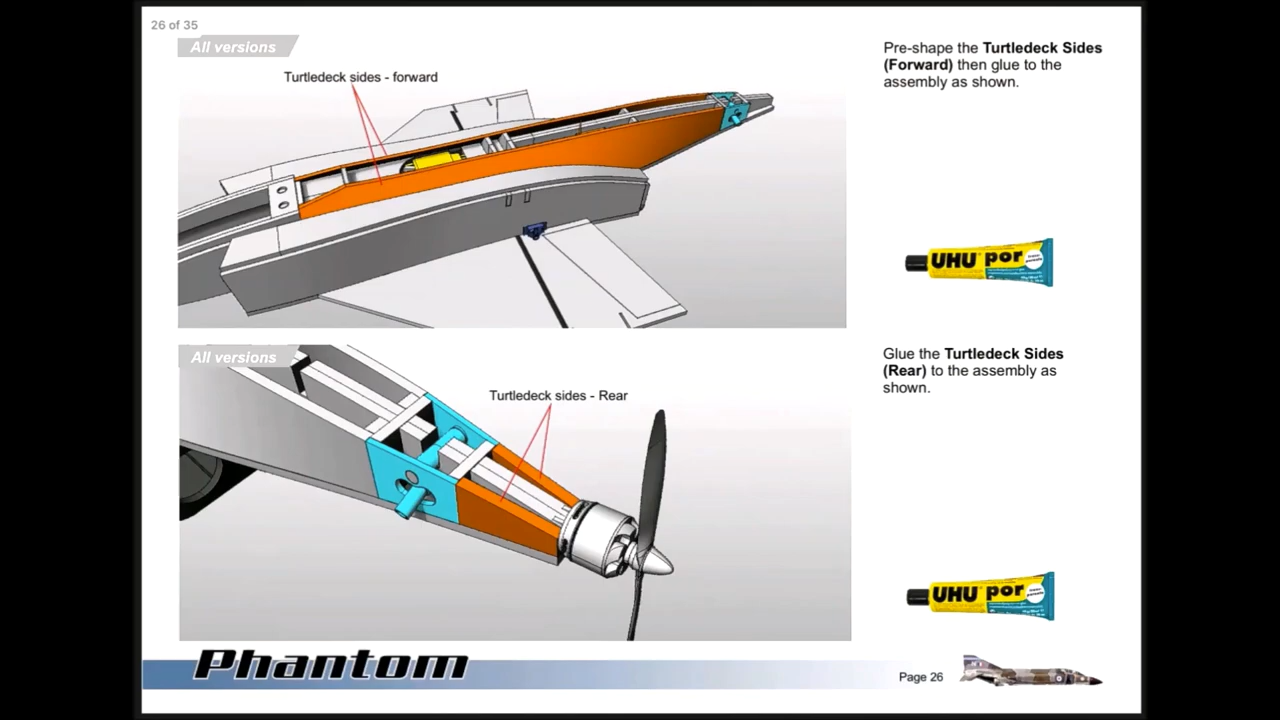 26 of 35
All versions
Turtledeck sides - forward
Pre-shape the Turtledeck Sides
(Forward) then glue to the
assembly as shown.
UHU por
All versions
Turtledeck sides - Rear
Glue the Turtledeck Sides
(Rear) to the assembly as
shown.
UHU por
Phantom
Page 26